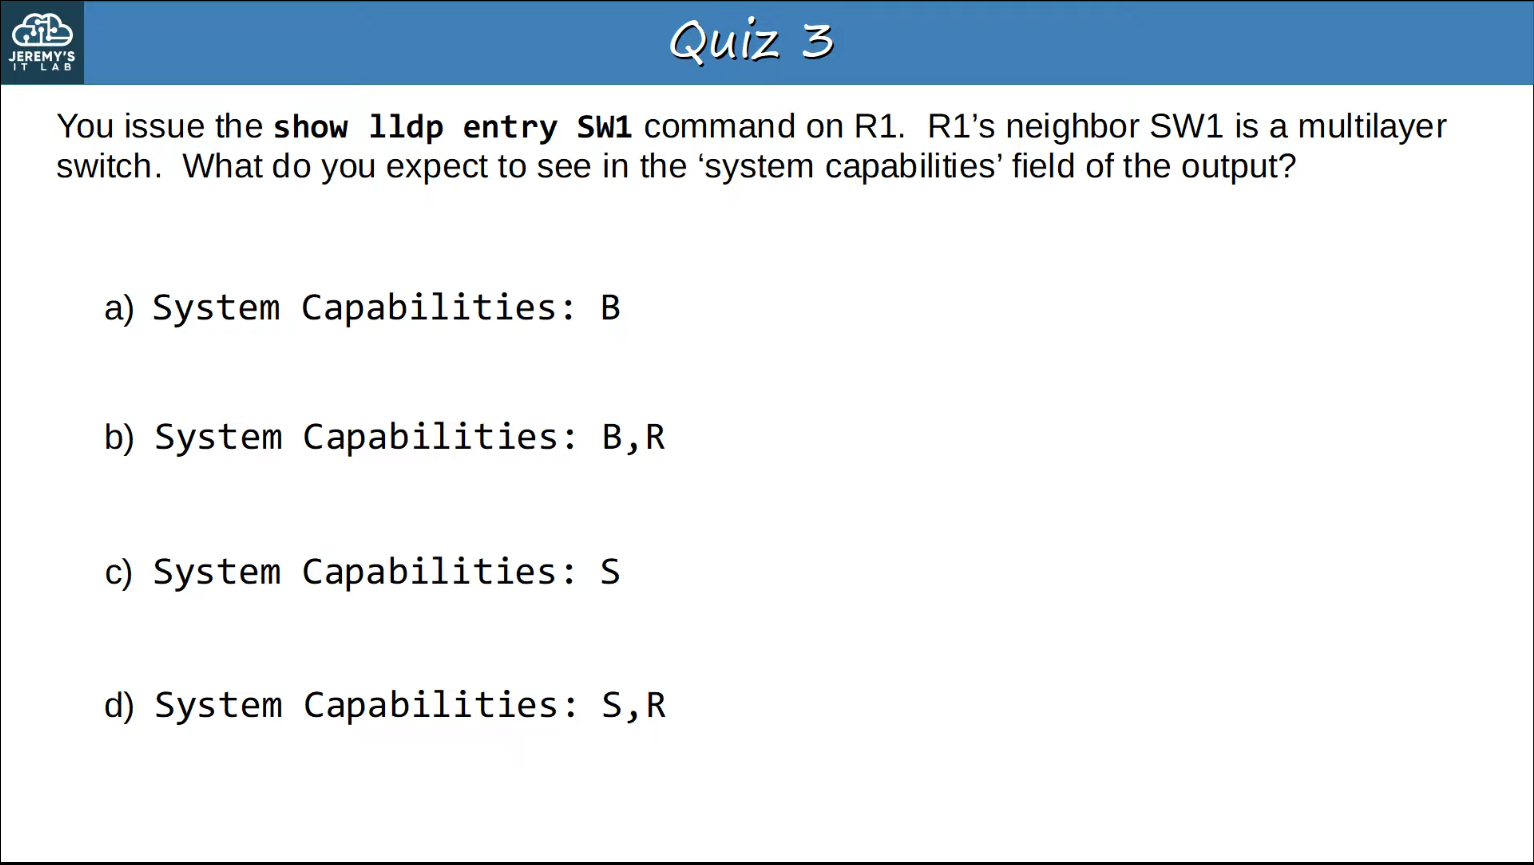 JEREMY'S
IT LAB
Quiz 3
You issue the show lldp entry SW1 command on R1.  R1’s neighbor SW1 is a multilayer
switch.  What do you expect to see in the ‘system capabilities’ field of the output?
a) System Capabilities: B
b) System Capabilities: B,R
c) System Capabilities: S
d) System Capabilities: S,R